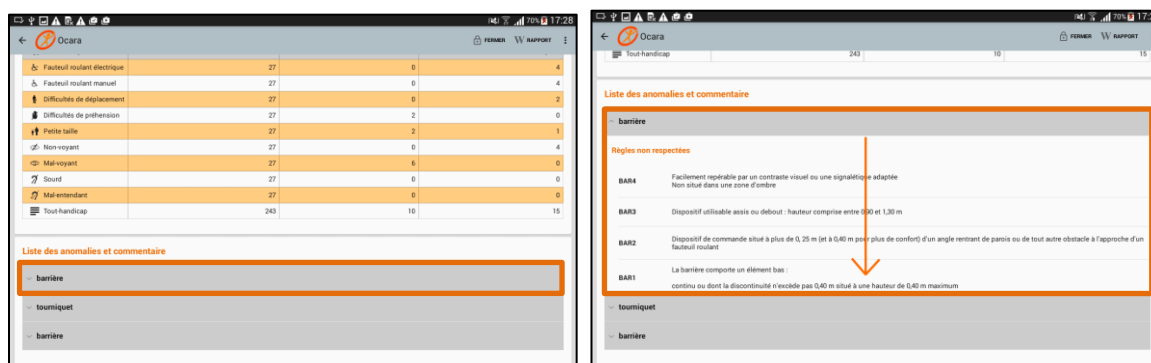 17:28
70%
Ocara
FERMER
RAPPORT
Fauteuil roulant électrique 27 0 4
Fauteuil roulant manuel 27 0 4
Difficultés de déplacement 27 0 2
Difficultés de préhension 27 2 0
Petite taille 27 2 1
Non-voyant 27 0 4
Mal-voyant 27 6 0
Sourd 27 0 0
Mal-entendant 27 0 0
Tout-handicap 243 10 15
Liste des anomalies et commentaire
barrière
tourniquet
barrière
70%
Ocara
FERMER
RAPPORT
Tout-handicap 243 10 15
Liste des anomalies et commentaire
barrière
Règles non respectées
BAR4
Facilement repérable par un contraste visuel ou une signalétique adaptée
Non situé dans une zone d'ombre
BAR3
Dispositif utilisable assis ou debout : hauteur comprise entre 0,90 et 1,30 m
BAR2
Dispositif de commande situé à plus de 0, 25 m (et à 0,40 m pour plus de confort) d'un angle rentrant de parois ou de tout autre obstacle à l'approche d'un
fauteuil roulant
BAR1
La barrière comporte un élément bas :
continu ou dont la discontinuité n'excède pas 0,40 m situé à une hauteur de 0,40 m maximum
tourniquet
barrière